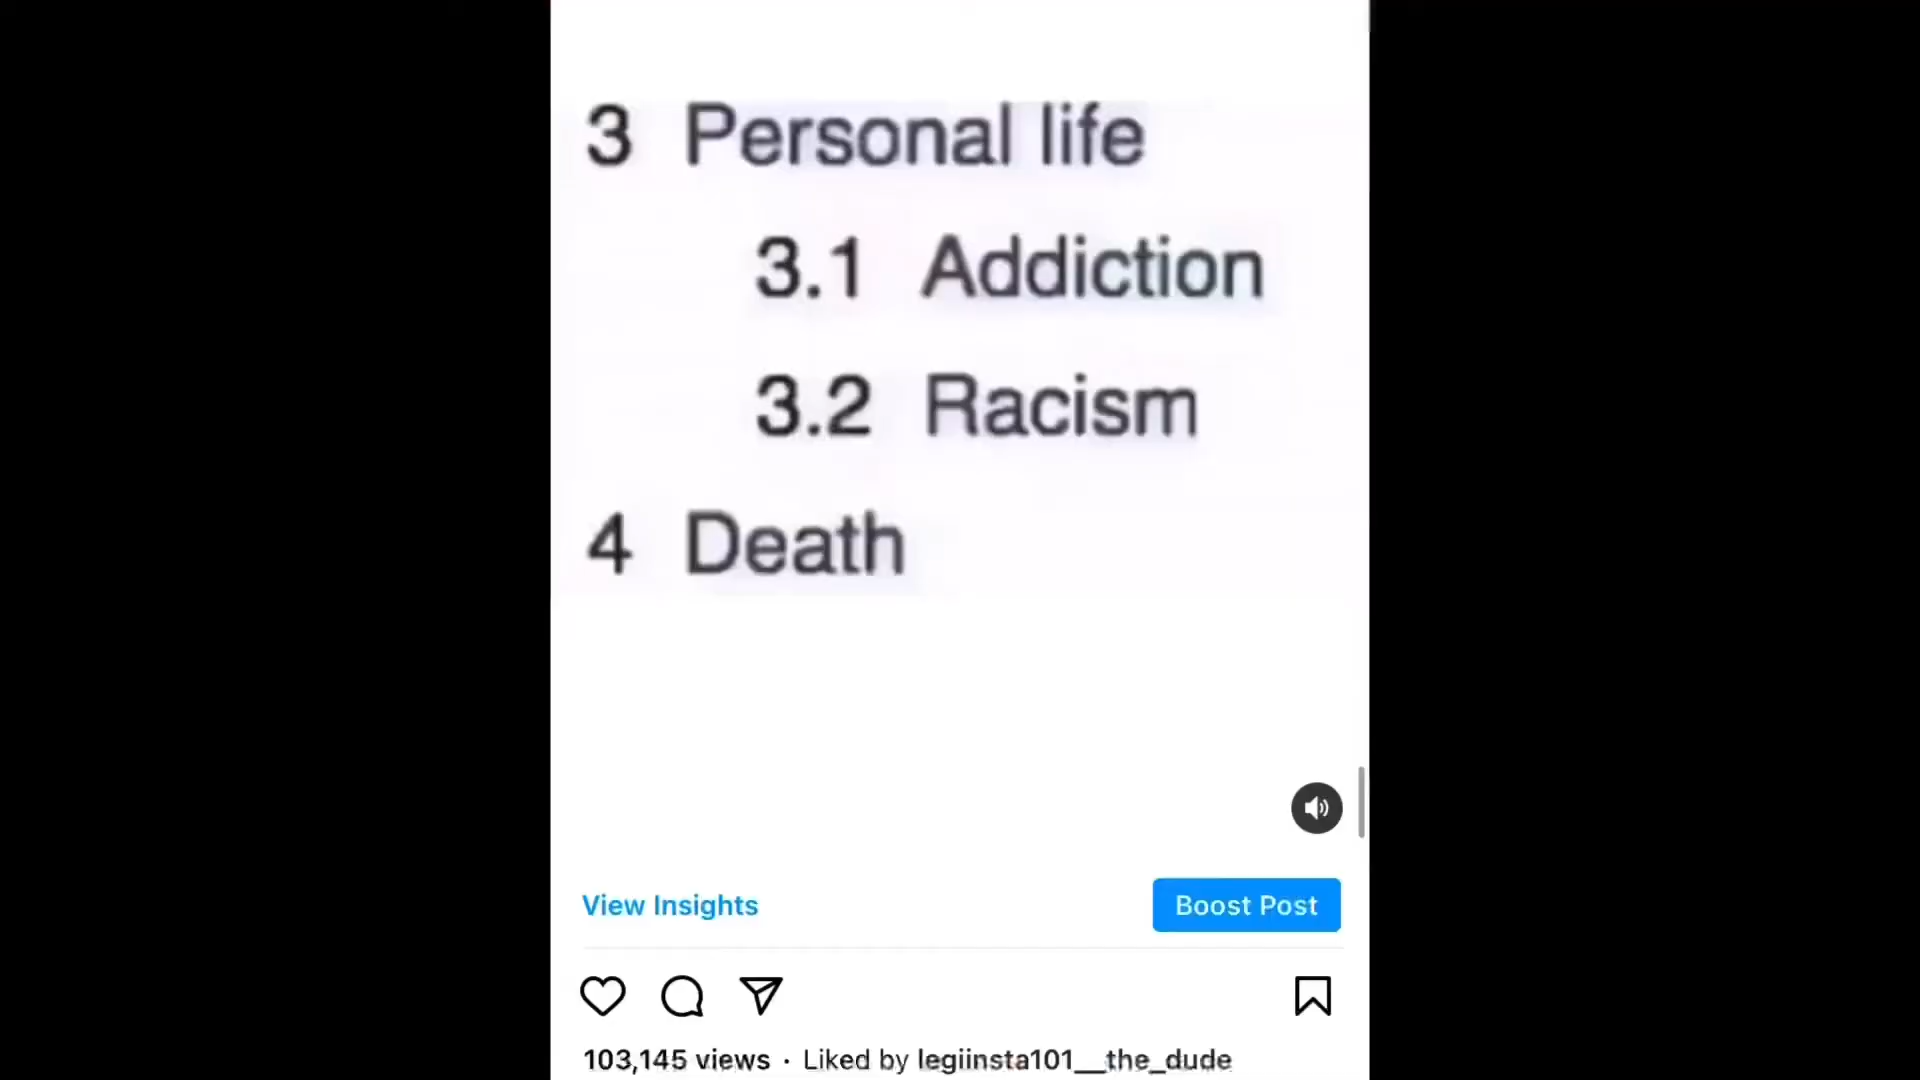 3 Personal life
3.1 Addiction
3.2 Racism
4 Death
View Insights
Boost Post
103,145 views · Liked by legiinsta101__the_dude